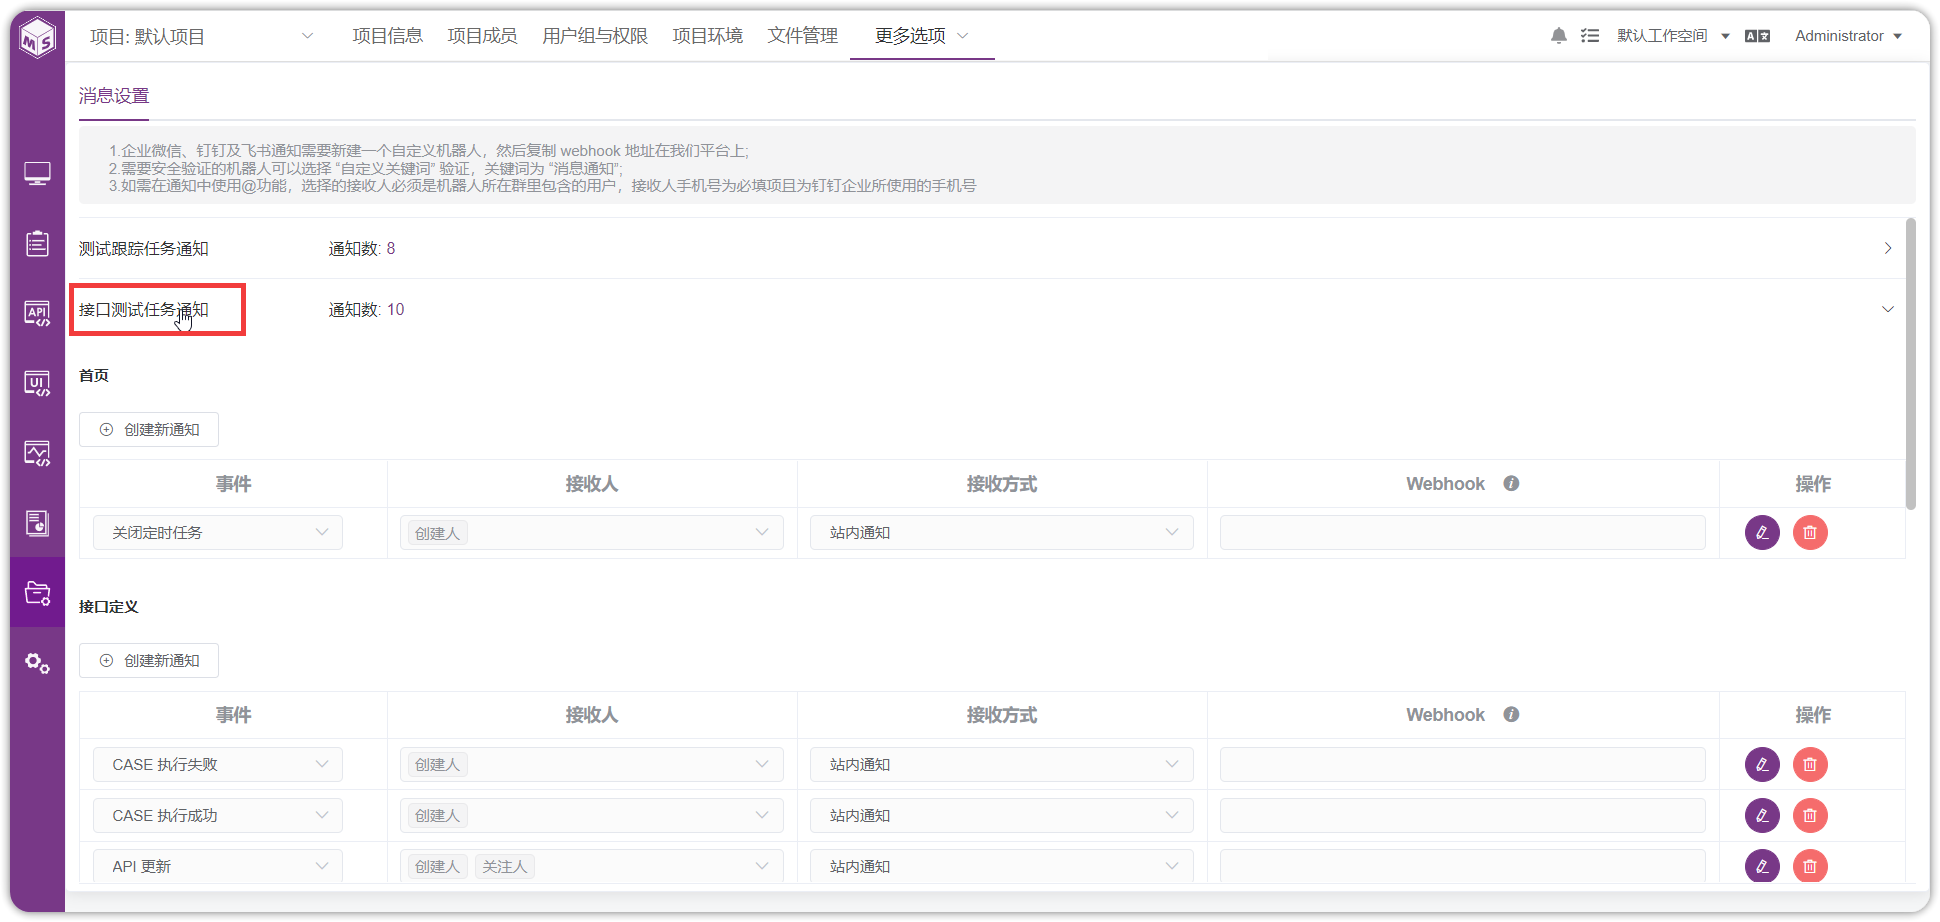 MS
项目: 默认项目
项目信息
项目成员
用户组与权限
项目环境
文件管理
更多选项
默认工作空间
A
Administrator
API
UI
消息设置
1.企业微信、钉钉及飞书通知需要新建一个自定义机器人，然后复制 webhook 地址在我们平台上;
2.需要安全验证的机器人可以选择 “自定义关键词” 验证，关键词为 “消息通知”;
3.如需在通知中使用@功能，选择的接收人必须是机器人所在群里包含的用户，接收人手机号为必填项且为钉钉企业所使用的手机号
测试跟踪任务通知 通知数: 8
接口测试任务通知 通知数: 10
首页
创建新通知
事件 接收人 接收方式 Webhook 操作
关闭定时任务 创建人 站内通知
接口定义
创建新通知
事件 接收人 接收方式 Webhook 操作
CASE 执行失败 创建人 站内通知
CASE 执行成功 创建人 站内通知
API 更新 创建人 关注人 站内通知